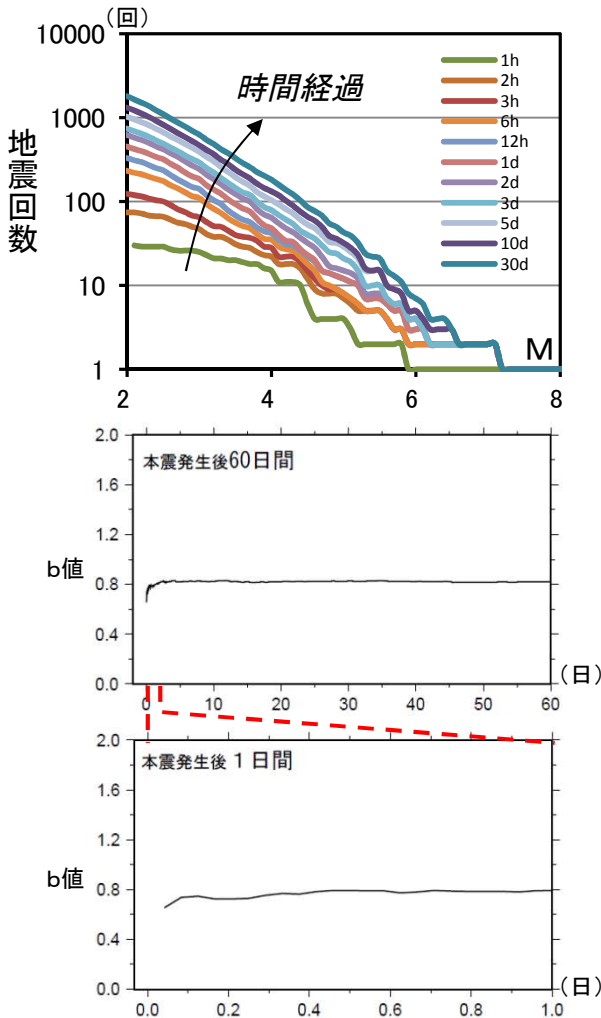 (回)
10000
1000
100
10
1
地震回数
時間経過
1h
2h
3h
6h
12h
1d
2d
3d
5d
10d
30d
M
2 4 6 8
2.0
1.6
1.2
0.8
0.4
0.0
本震発生後60日間
b値
0 10 20 30 40 50 60
(日)
2.0
1.6
1.2
0.8
0.4
0.0
本震発生後1日間
b値
0.0 0.2 0.4 0.6 0.8 1.0
(日)